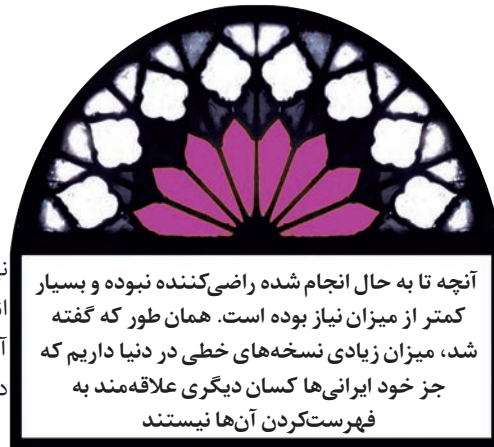 آنچه تا به حال انجام شده راضی‌کننده نبوده و بسیار
کمتر از میزان نیاز بوده است. همان طور که گفته
شد، میزان زیادی نسخه‌های خطی در دنیا داریم که
جز خود ایرانی‌ها کسان دیگری علاقه‌مند به
فهرست‌کردن آن‌ها نیستند